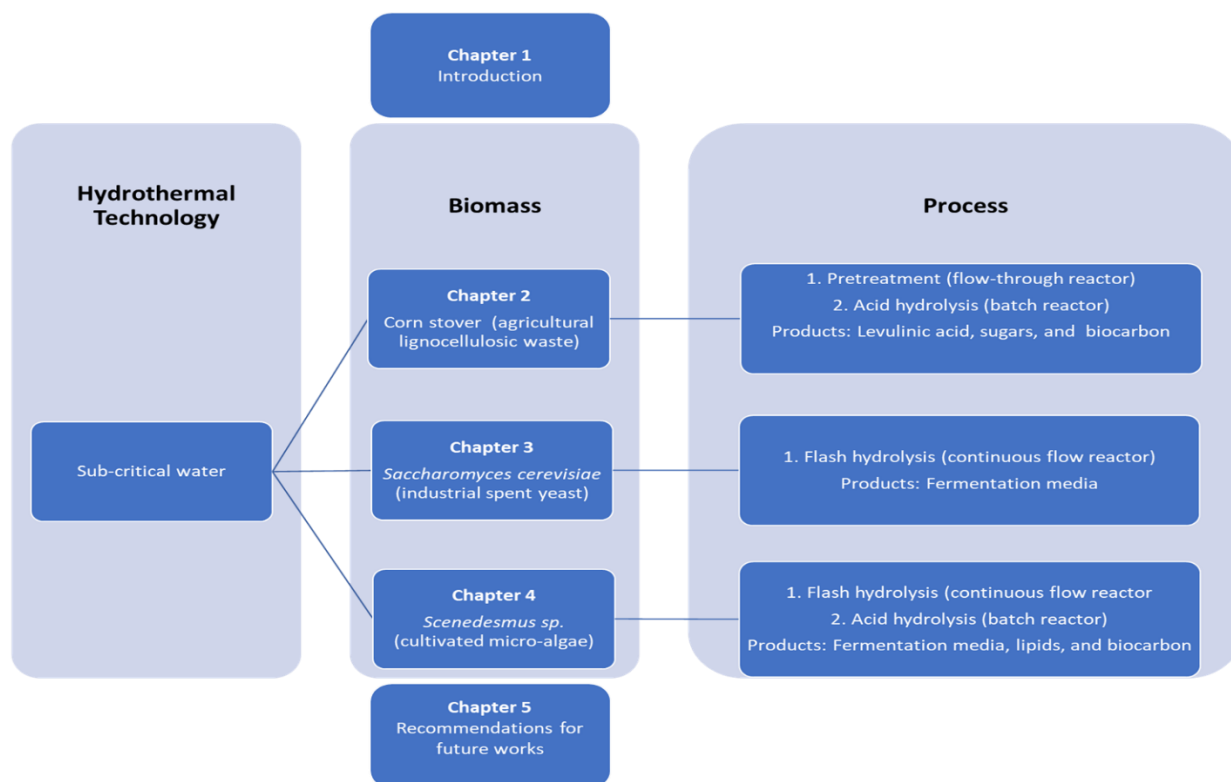 Chapter 1
Introduction
Hydrothermal
Technology
Biomass
Process
Sub-critical water
Chapter 2
Corn stover (agricultural
lignocellulosic waste)
1. Pretreatment (flow-through reactor)
2. Acid hydrolysis (batch reactor)
Products: Levulinic acid, sugars, and biocarbon
Chapter 3
Saccharomyces cerevisiae
(industrial spent yeast)
1. Flash hydrolysis (continuous flow reactor)
Products: Fermentation media
Chapter 4
Scenedesmus sp.
(cultivated micro-algae)
1. Flash hydrolysis (continuous flow reactor
2. Acid hydrolysis (batch reactor)
Products: Fermentation media, lipids, and biocarbon
Chapter 5
Recommendations for
future works